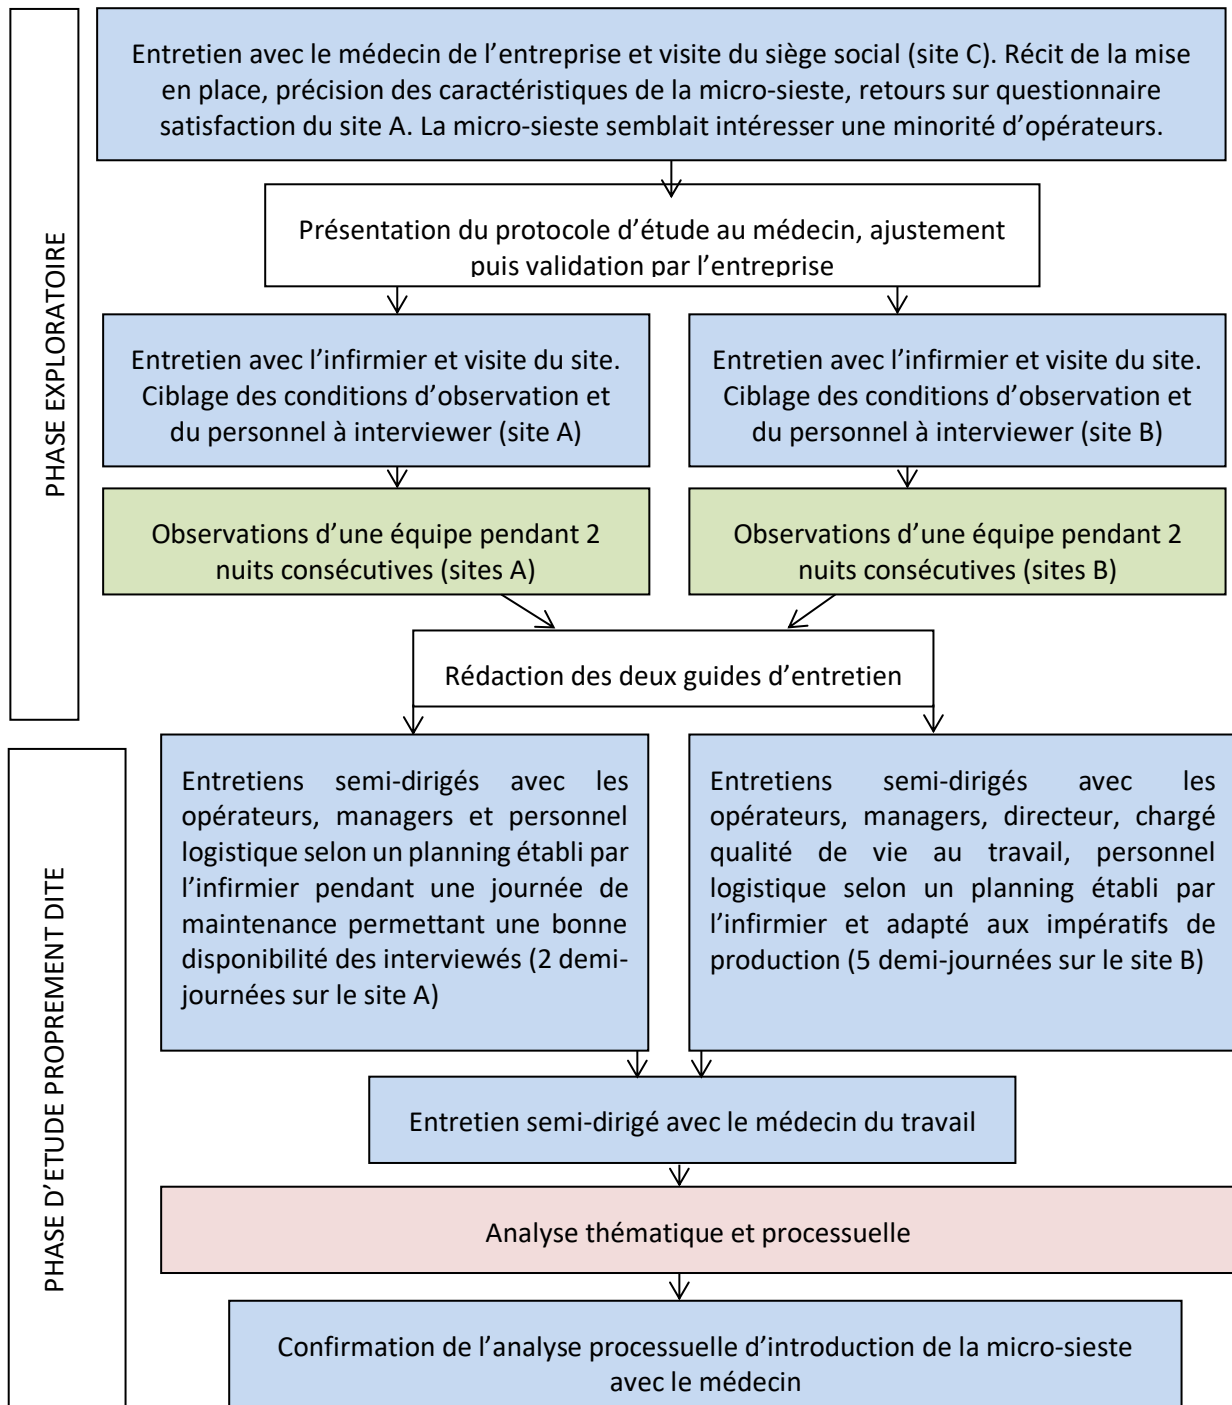 PHASE EXPLORATOIRE
Entretien avec le médecin de l’entreprise et visite du siège social (site C). Récit de la mise
en place, précision des caractéristiques de la micro-sieste, retours sur questionnaire
satisfaction du site A. La micro-sieste semblait intéresser une minorité d’opérateurs.
Présentation du protocole d’étude au médecin, ajustement
puis validation par l’entreprise
Entretien avec l’infirmier et visite du site.
Ciblage des conditions d’observation et
du personnel à interviewer (site A)
Entretien avec l’infirmier et visite du site.
Ciblage des conditions d’observation et
du personnel à interviewer (site B)
Observations d’une équipe pendant 2
nuits consécutives (sites A)
Observations d’une équipe pendant 2
nuits consécutives (sites B)
Rédaction des deux guides d’entretien
PHASE D’ETUDE PROPREMENT DITE
Entretiens semi-dirigés avec les
opérateurs, managers et personnel
logistique selon un planning établi par
l’infirmier pendant une journée de
maintenance permettant une bonne
disponibilité des interviewés (2 demi-
journées sur le site A)
Entretiens semi-dirigés avec les
opérateurs, managers, directeur, chargé
qualité de vie au travail, personnel
logistique selon un planning établi par
l’infirmier et adapté aux impératifs de
production (5 demi-journées sur le site B)
Entretien semi-dirigé avec le médecin du travail
Analyse thématique et processuelle
Confirmation de l’analyse processuelle d’introduction de la micro-sieste
avec le médecin